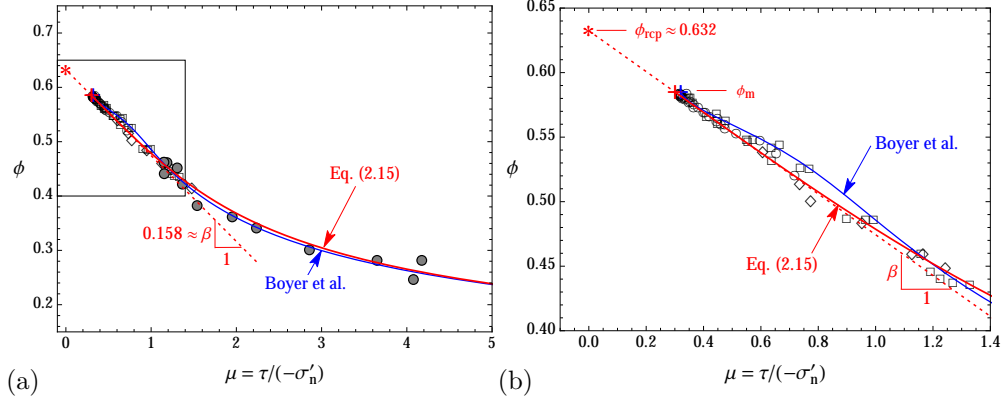 0.7
0.6
0.5
0.4
0.3
0.2
ϕ
Eq. (2.15)
0.158 ≈ β
1
Boyer et al.
0 1 2 3 4 5
(a)
μ = τ/(−σ′n)
0.65
0.60
0.55
0.50
0.45
0.40
ϕ
ϕrcp ≈ 0.632
ϕm
Boyer et al.
Eq. (2.15)
β
1
0.0 0.2 0.4 0.6 0.8 1.0 1.2 1.4
(b)
μ = τ/(−σ′n)